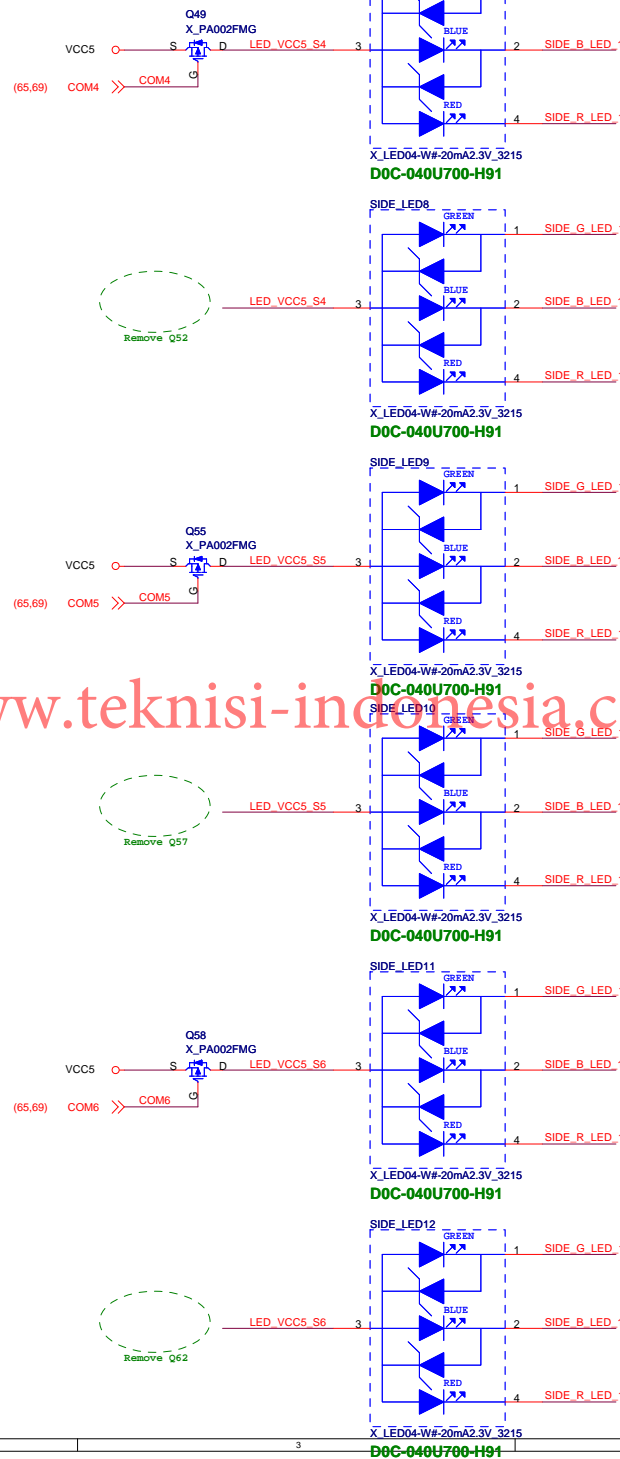 Q49
X_PA002FMG
BLUE
VCC5 S D LED_VCC5_S4 3 2 SIDE_B_LED_
G
(65,69) COM4 COM4
RED
4 SIDE_R_LED_
X_LED04-W#-20mA2.3V_3215
D0C-040U700-H91
SIDE_LED8
GREEN
1 SIDE_G_LED_
BLUE
LED_VCC5_S4 3 2 SIDE_B_LED_
Remove Q52
RED
4 SIDE_R_LED_
X_LED04-W#-20mA2.3V_3215
D0C-040U700-H91
SIDE_LED9
GREEN
1 SIDE_G_LED_
Q55
X_PA002FMG
BLUE
VCC5 S D LED_VCC5_S5 3 2 SIDE_B_LED_
G
(65,69) COM5 COM5
RED
4 SIDE_R_LED_
X_LED04-W#-20mA2.3V_3215
D0C-040U700-H91
w.teknisi-indonesia.c
SIDE_LED10
GREEN
1 SIDE_G_LED_
BLUE
LED_VCC5_S5 3 2 SIDE_B_LED_
Remove Q57
RED
4 SIDE_R_LED_
X_LED04-W#-20mA2.3V_3215
D0C-040U700-H91
SIDE_LED11
GREEN
1 SIDE_G_LED_
Q58
X_PA002FMG
BLUE
VCC5 S D LED_VCC5_S6 3 2 SIDE_B_LED_
G
(65,69) COM6 COM6
RED
4 SIDE_R_LED_
X_LED04-W#-20mA2.3V_3215
D0C-040U700-H91
SIDE_LED12
GREEN
1 SIDE_G_LED_
BLUE
LED_VCC5_S6 3 2 SIDE_B_LED_
Remove Q62
RED
4 SIDE_R_LED_
X_LED04-W#-20mA2.3V_3215
3
D0C-040U700-H91